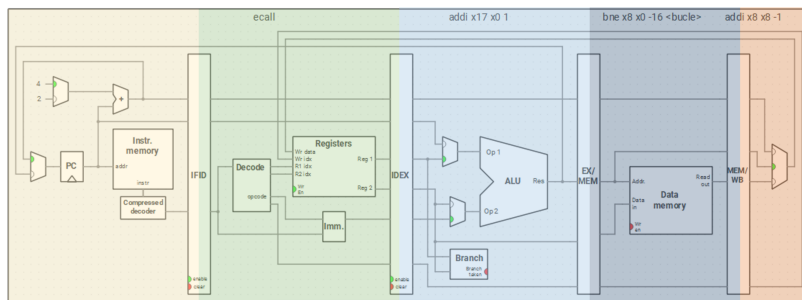 ecall
addi x17 x0 1
bne x8 x0 -16 <bucle>
addi x8 x8 -1
4
2
+
PC
Instr.
memory
addr
instr
Compressed
decoder
IFID
enable
clear
Decode
opcode
Registers
Wr data
Wr idx
R1 idx
R2 idx
Wr
En
Reg 1
Reg 2
Imm.
IDEX
enable
clear
Op 1
Op2
ALU
Res
Branch
Branch
taken
EX/
MEM
Addr.
Data
in
Wr
en
Data
memory
Read
out
MEM/
WB